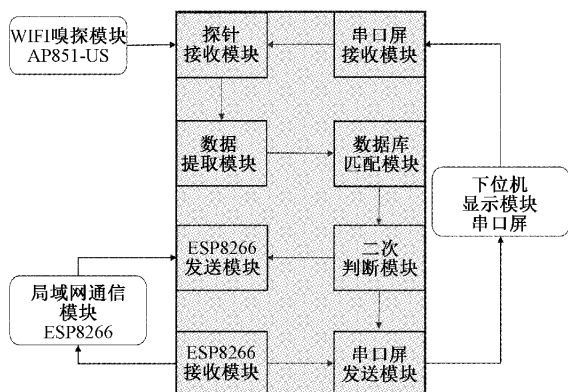 WIFI嗅探模块
AP851-US
探针
接收模块
串口屏
接收模块
数据
提取模块
数据库
匹配模块
下位机
显示模块
串口屏
ESP8266
发送模块
二次
判断模块
局域网通信
模块
ESP8266
ESP8266
接收模块
串口屏
发送模块